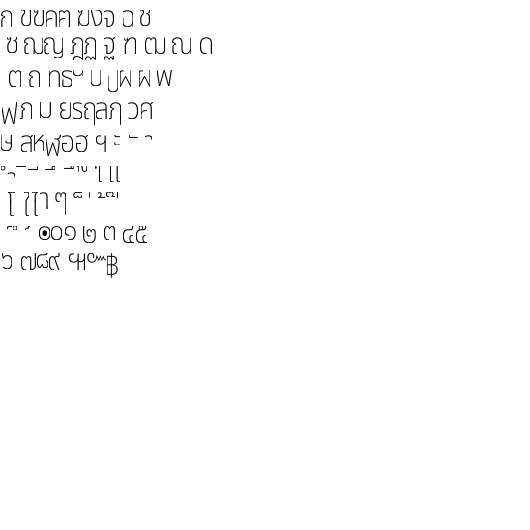 ก ขฃคฅ ฆงจ ฉ ช
ซ ฌญ ฎฏ ฐ ฑ ฒ ณ ด
ต ถ ทธน บ ปผ ฝ พ
ฟภ ม ยรฤลฦ วศ
ษ สหฬอฮ ฯ
เ แ
โ ใไๅ ๆ
๏๐๑ ๒ ๓ ๔๕
๖ ๗๘๙ ๚๛฿